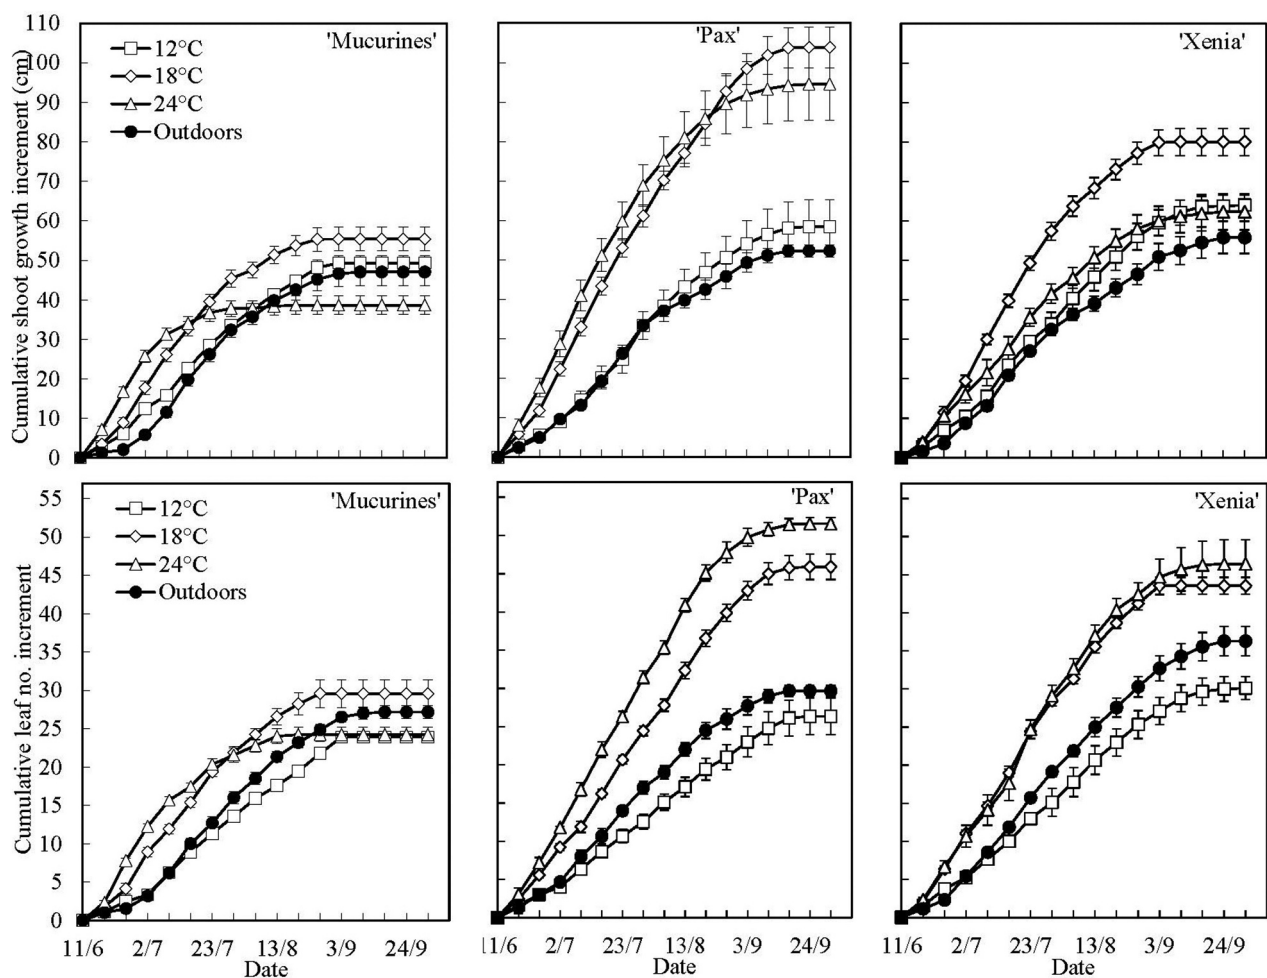 Cumulative shoot growth increment (cm)
110
100
90
80
70
60
50
40
30
20
10
0
12°C
18°C
24°C
Outdoors
'Mucurines'
'Pax'
'Xenia'
Cumulative leaf no. increment
55
50
45
40
35
30
25
20
15
10
5
0
12°C
18°C
24°C
Outdoors
'Mucurines'
'Pax'
'Xenia'
11/6 2/7 23/7 13/8 3/9 24/9
Date
11/6 2/7 23/7 13/8 3/9 24/9
Date
11/6 2/7 23/7 13/8 3/9 24/9
Date